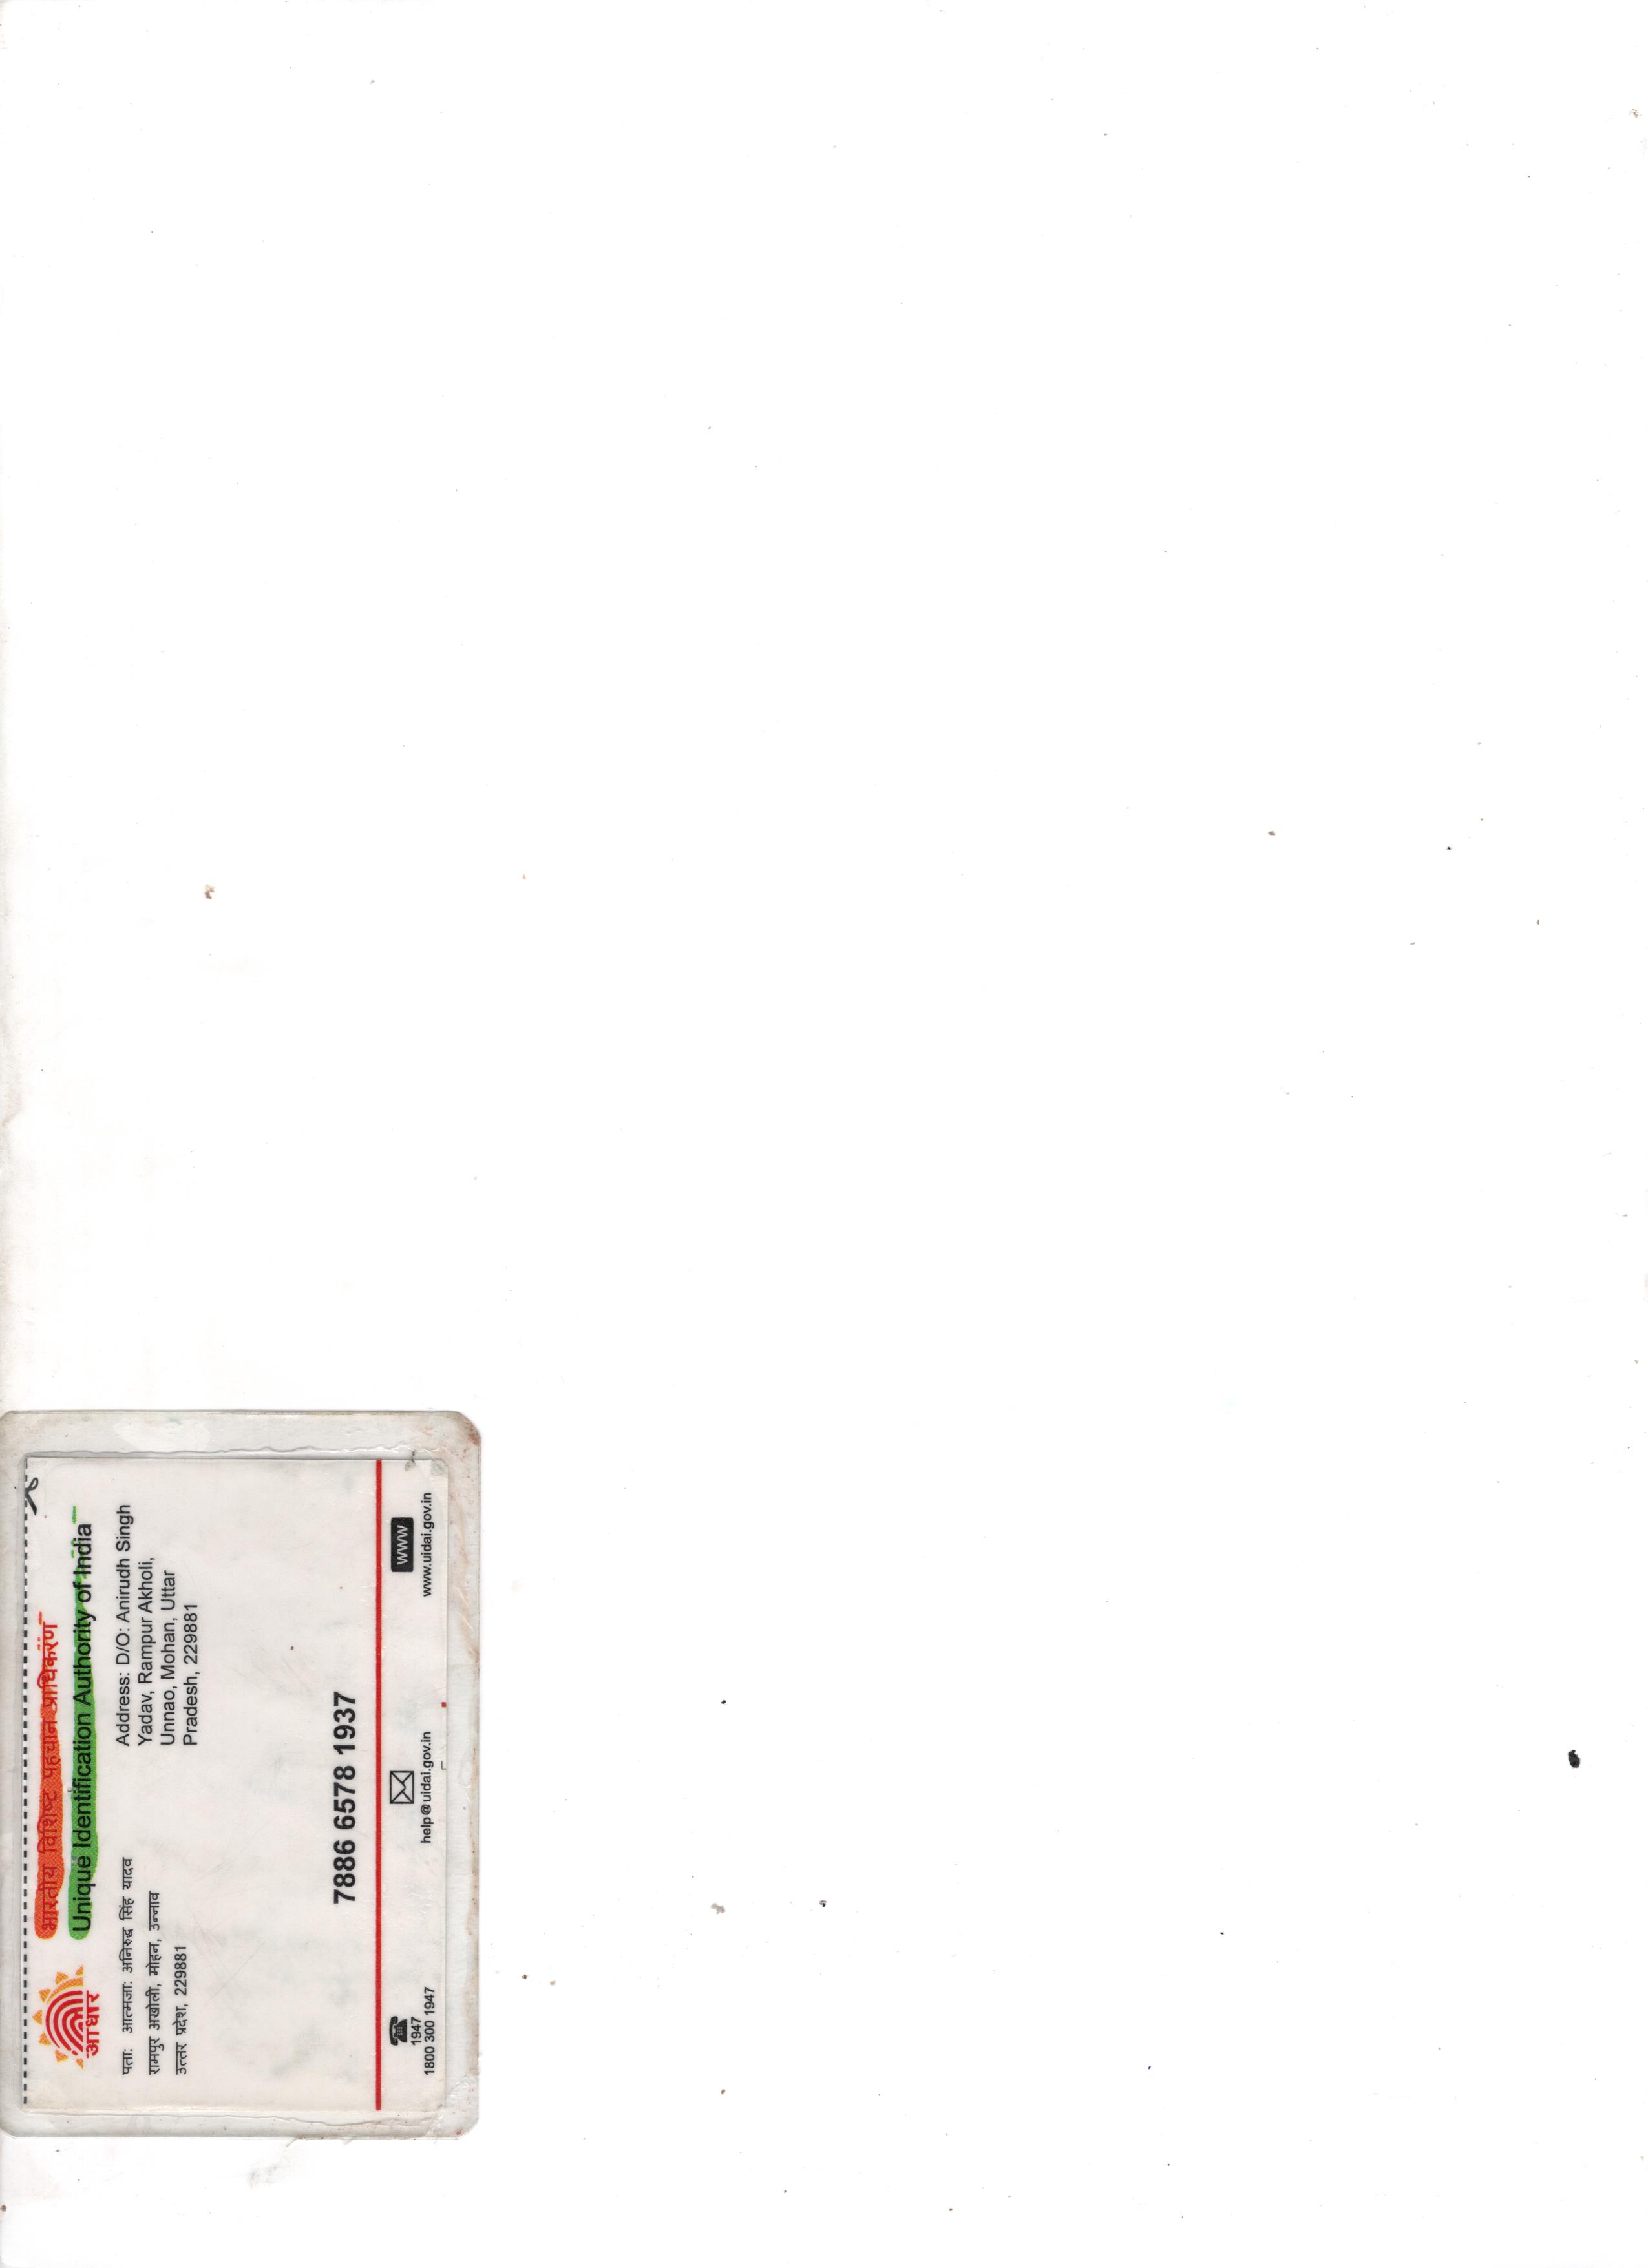 भारतीय विशिष्ट पहचान प्राधिकरण
Unique Identification Authority of India
आधार
पता: आत्मजा: अनिरुद्ध सिंह यादव
रामपुर अखोली, मोहन, उन्नाव
उत्तर प्रदेश, 229881
Address: D/O: Anirudh Singh
Yadav, Rampur Akholi,
Unnao, Mohan, Uttar
Pradesh, 229881
7886 6578 1937
1947
1800 300 1947
help@uidai.gov.in
WWW
www.uidai.gov.in